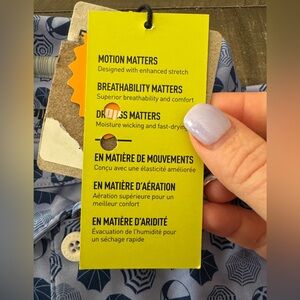 MOTION MATTERS
Designed with enhanced stretch
BREATHABILITY MATTERS
Superior breathability and comfort
MATTERS
Moisture wicking and fast-drying
EN MATIÈRE DE MOUVEMENTS
Conçu avec une élasticité améliorée
EN MATIÈRE D'AÉRATION
Aération supérieure pour un
meilleur confort
EN MATIÈRE D'ARIDITÉ
Évacuation de l'humidité pour
un séchage rapide